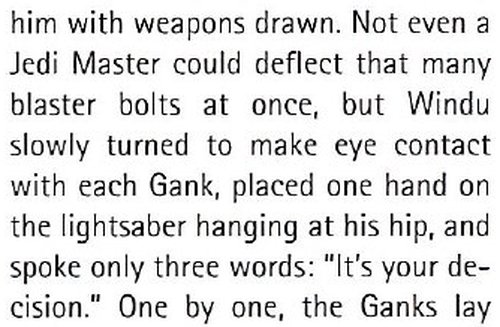 him with weapons drawn. Not even a
Jedi Master could deflect that many
blaster bolts at once, but Windu
slowly turned to make eye contact
with each Gank, placed one hand on
the lightsaber hanging at his hip, and
spoke only three words: "It's your de-
cision." One by one, the Ganks lay